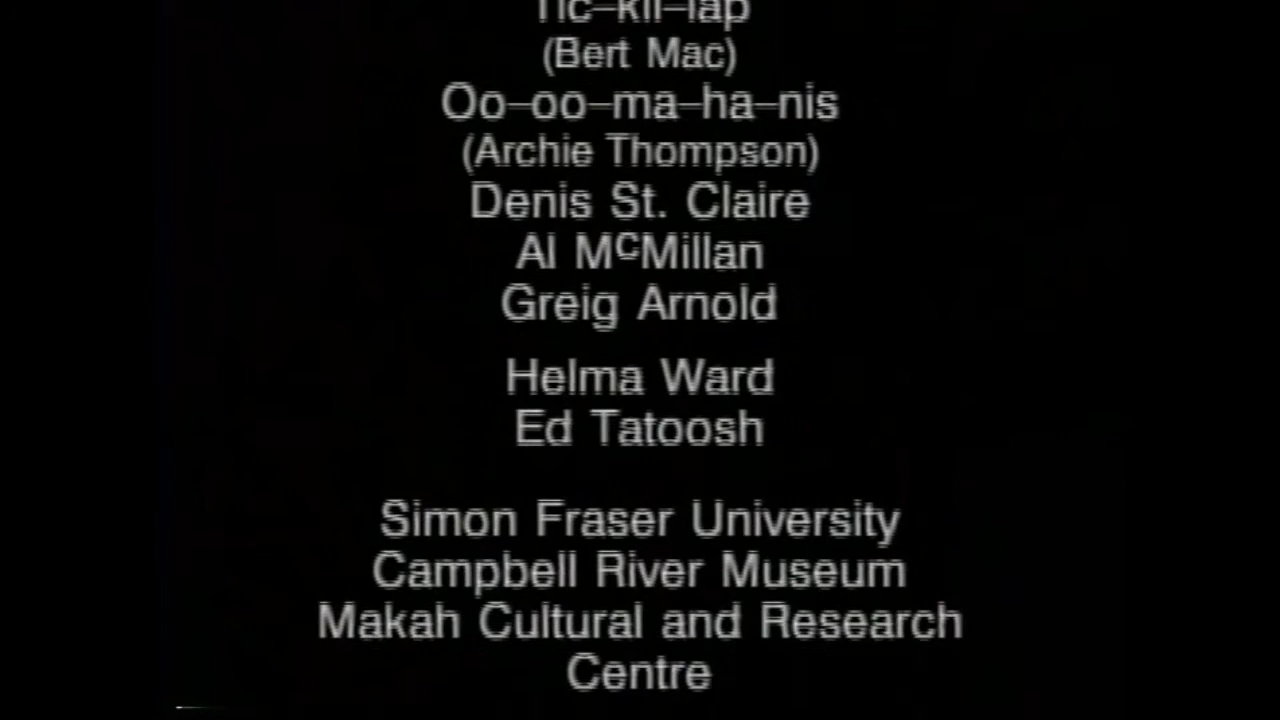 (Bert Mac)
Oo-oo-ma-ha-nis
(Archie Thompson)
Denis St. Claire
Al McMillan
Greig Arnold
Helma Ward
Ed Tatoosh
Simon Fraser University
Campbell River Museum
Makah Cultural and Research
Centre